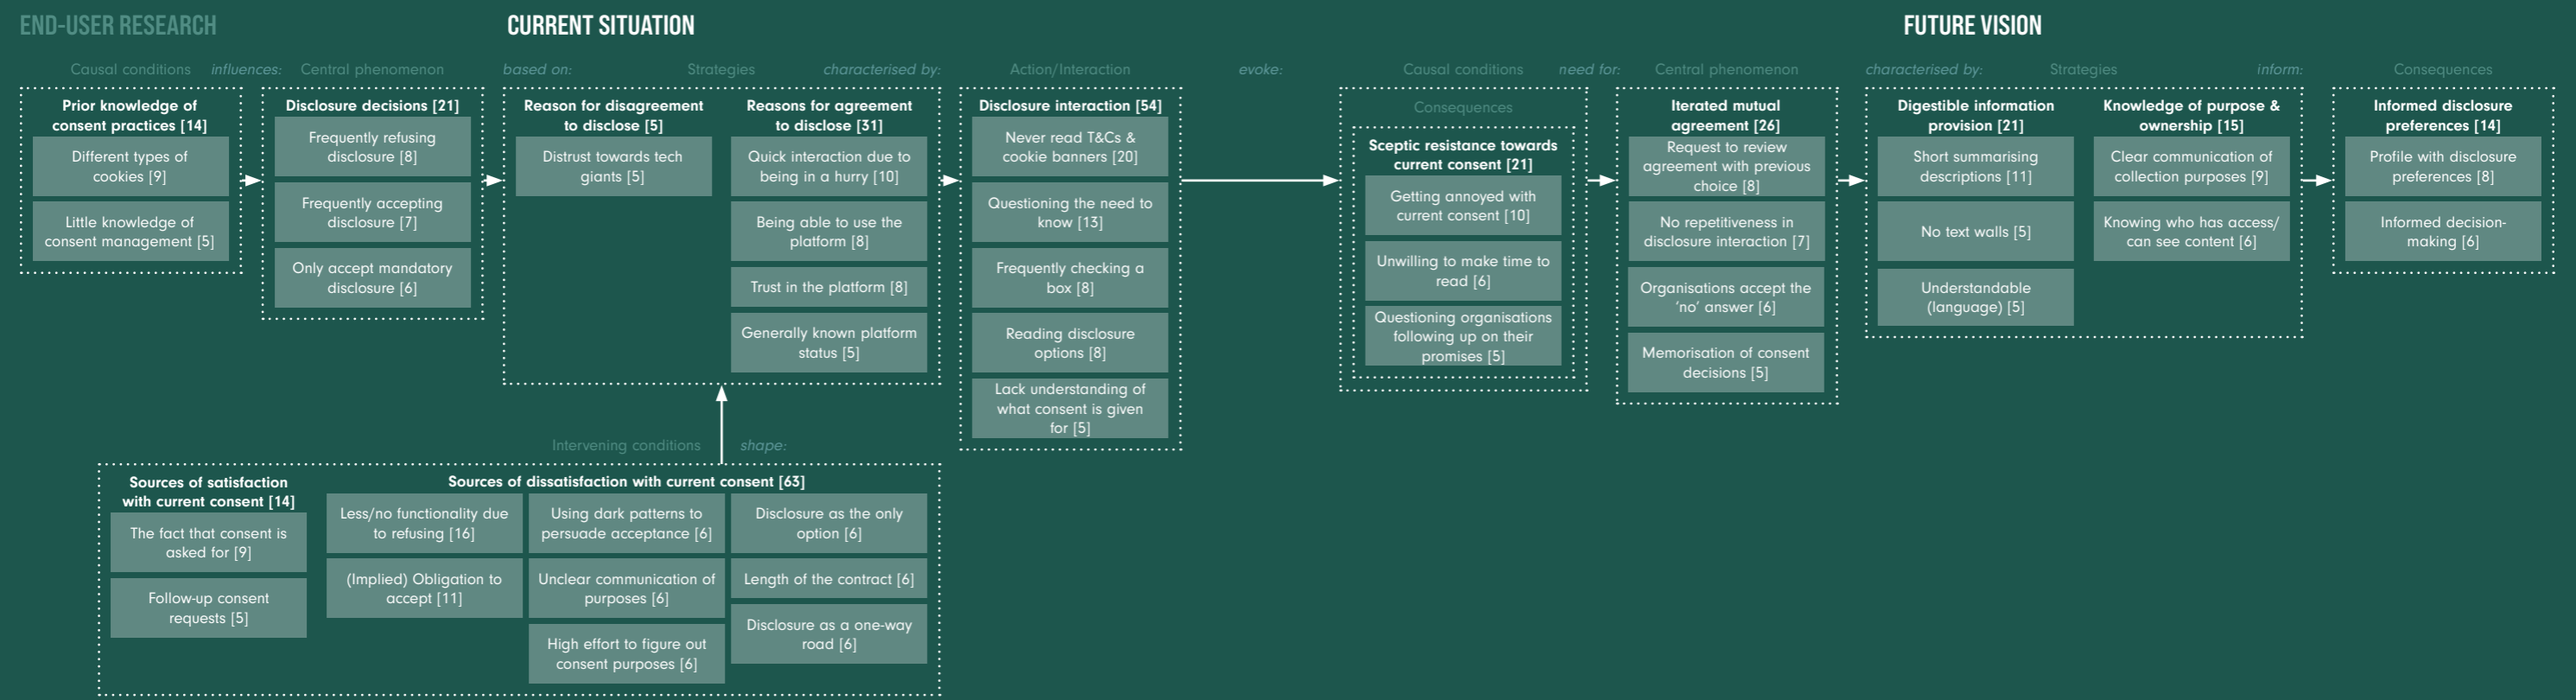 END-USER RESEARCH
CURRENT SITUATION
FUTURE VISION
Causal conditions
influences:
Central phenomenon
based on:
Strategies
characterised by:
Action/Interaction
evoke:
Causal conditions
need for:
Central phenomenon
characterised by:
Strategies
inform:
Consequences
Prior knowledge of
consent practices [14]
Different types of
cookies [9]
Little knowledge of
consent management [5]
Disclosure decisions [21]
Frequently refusing
disclosure [8]
Frequently accepting
disclosure [7]
Only accept mandatory
disclosure [6]
Reason for disagreement
to disclose [5]
Distrust towards tech
giants [5]
Reasons for agreement
to disclose [31]
Quick interaction due to
being in a hurry [10]
Being able to use the
platform [8]
Trust in the platform [8]
Generally known platform
status [5]
Disclosure interaction [54]
Never read T&Cs &
cookie banners [20]
Questioning the need to
know [13]
Frequently checking a
box [8]
Reading disclosure
options [8]
Lack understanding of
what consent is given
for [5]
Consequences
Sceptic resistance towards
current consent [21]
Getting annoyed with
current consent [10]
Unwilling to make time to
read [6]
Questioning organisations
following up on their
promises [5]
Iterated mutual
agreement [26]
Request to review
agreement with previous
choice [8]
No repetitiveness in
disclosure interaction [7]
Organisations accept the
‘no’ answer [6]
Memorisation of consent
decisions [5]
Digestible information
provision [21]
Short summarising
descriptions [11]
No text walls [5]
Understandable
(language) [5]
Knowledge of purpose &
ownership [15]
Clear communication of
collection purposes [9]
Knowing who has access/
can see content [6]
Informed disclosure
preferences [14]
Profile with disclosure
preferences [8]
Informed decision-
making [6]
Intervening conditions
shape:
Sources of satisfaction
with current consent [14]
The fact that consent is
asked for [9]
Follow-up consent
requests [5]
Sources of dissatisfaction with current consent [63]
Less/no functionality due
to refusing [16]
(Implied) Obligation to
accept [11]
Using dark patterns to
persuade acceptance [6]
Unclear communication of
purposes [6]
High effort to figure out
consent purposes [6]
Disclosure as the only
option [6]
Length of the contract [6]
Disclosure as a one-way
road [6]